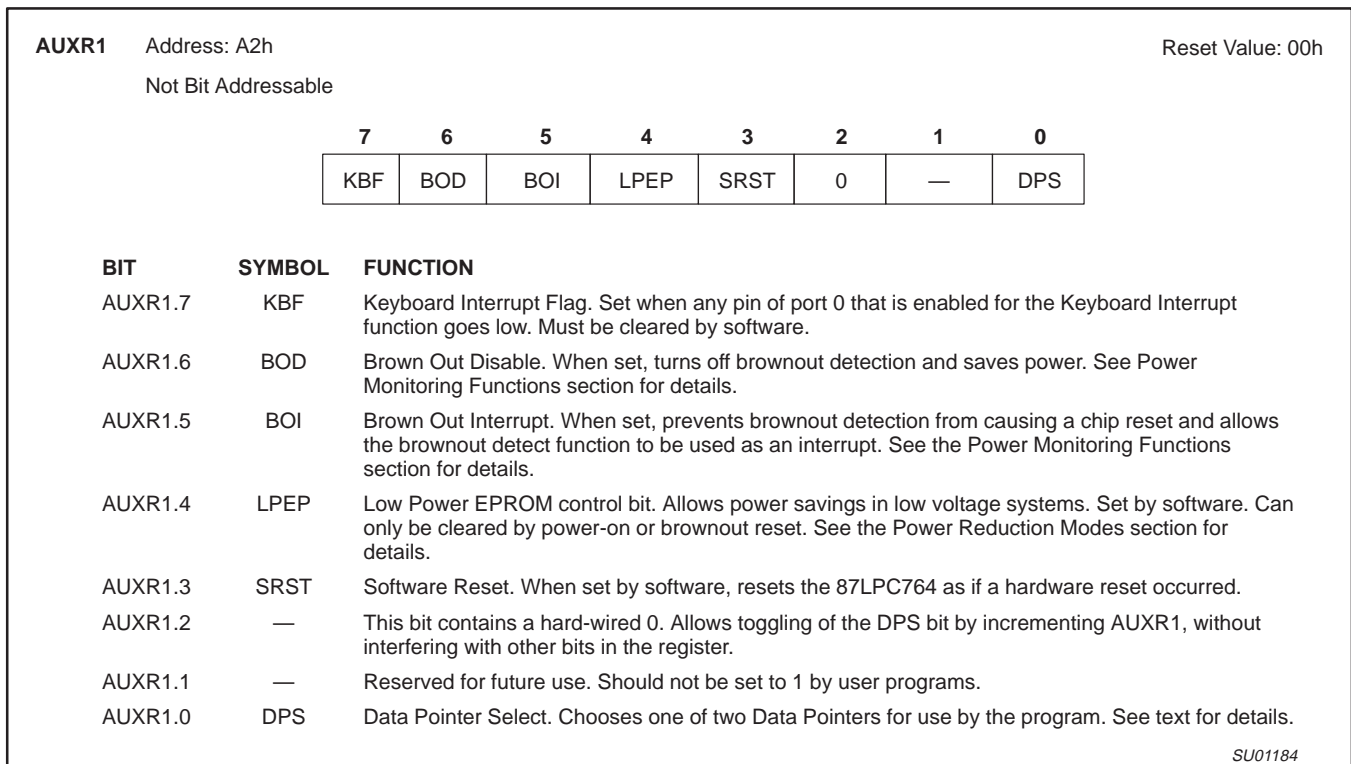 AUXR1 Address: A2h Reset Value: 00h
Not Bit Addressable
7 6 5 4 3 2 1 0
KBF BOD BOI LPEP SRST 0 — DPS
BIT SYMBOL FUNCTION
AUXR1.7 KBF Keyboard Interrupt Flag. Set when any pin of port 0 that is enabled for the Keyboard Interrupt
function goes low. Must be cleared by software.
AUXR1.6 BOD Brown Out Disable. When set, turns off brownout detection and saves power. See Power
Monitoring Functions section for details.
AUXR1.5 BOI Brown Out Interrupt. When set, prevents brownout detection from causing a chip reset and allows
the brownout detect function to be used as an interrupt. See the Power Monitoring Functions
section for details.
AUXR1.4 LPEP Low Power EPROM control bit. Allows power savings in low voltage systems. Set by software. Can
only be cleared by power-on or brownout reset. See the Power Reduction Modes section for
details.
AUXR1.3 SRST Software Reset. When set by software, resets the 87LPC764 as if a hardware reset occurred.
AUXR1.2 — This bit contains a hard-wired 0. Allows toggling of the DPS bit by incrementing AUXR1, without
interfering with other bits in the register.
AUXR1.1 — Reserved for future use. Should not be set to 1 by user programs.
AUXR1.0 DPS Data Pointer Select. Chooses one of two Data Pointers for use by the program. See text for details.
SU01184